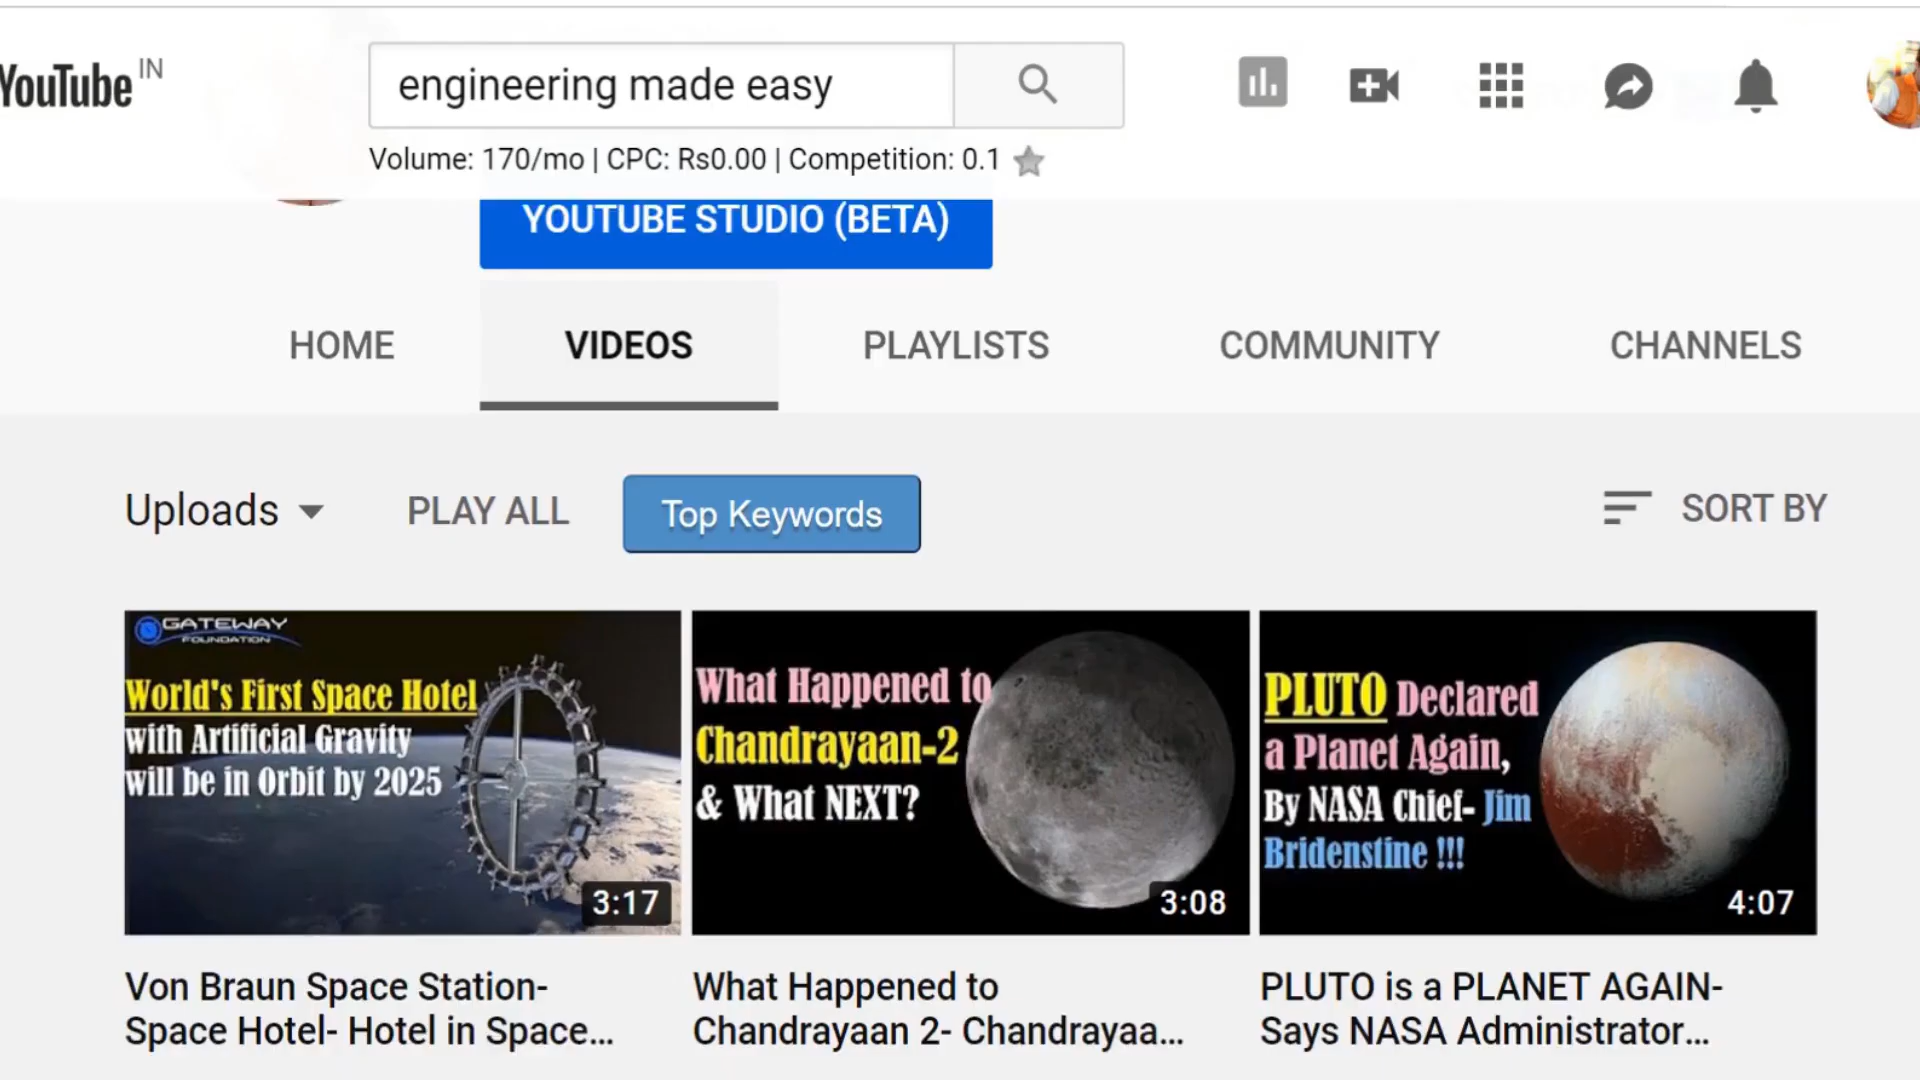 YouTube IN
engineering made easy
Volume: 170/mo | CPC: Rs0.00 | Competition: 0.1
YOUTUBE STUDIO (BETA)
HOME VIDEOS PLAYLISTS COMMUNITY CHANNELS
Uploads PLAY ALL Top Keywords SORT BY
GATEWAY
FOUNDATION
World's First Space Hotel
with Artificial Gravity
will be in Orbit by 2025
3:17
What Happened to
Chandrayaan-2
& What NEXT?
3:08
PLUTO Declared
a Planet Again,
By NASA Chief- Jim
Bridenstine !!!
4:07
Von Braun Space Station-
Space Hotel- Hotel in Space...
What Happened to
Chandrayaan 2- Chandrayaa...
PLUTO is a PLANET AGAIN-
Says NASA Administrator...